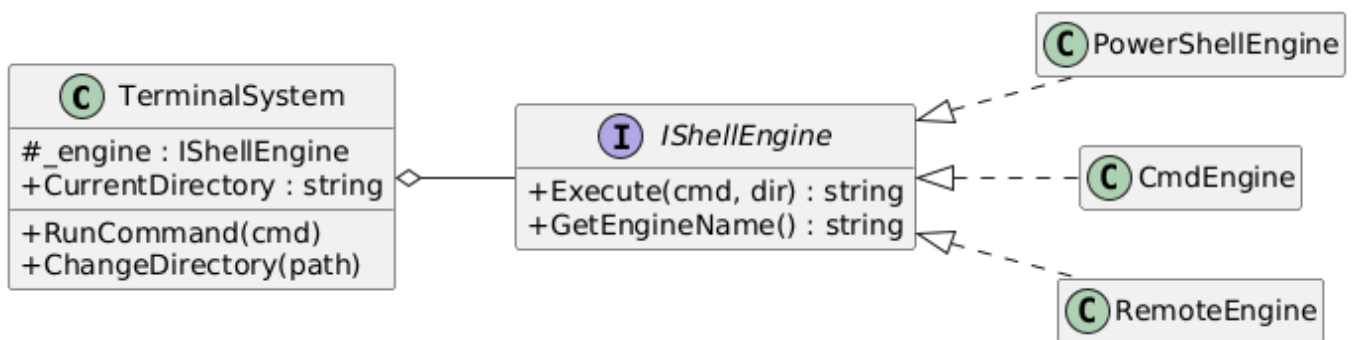 C TerminalSystem
#_engine : IShellEngine
+CurrentDirectory : string
+RunCommand(cmd)
+ChangeDirectory(path)
I IShellEngine
+Execute(cmd, dir) : string
+GetEngineName() : string
C PowerShellEngine
C CmdEngine
C RemoteEngine